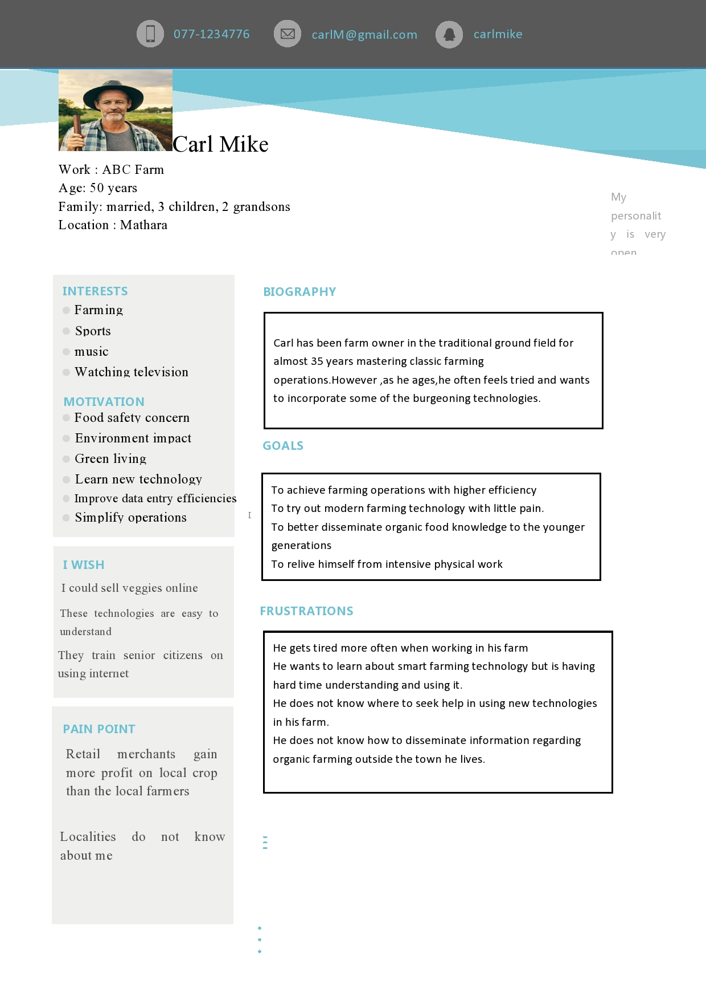 077-1234776
carlM@gmail.com
carlmike
Carl Mike
Work : ABC Farm
Age: 50 years
Family: married, 3 children, 2 grandsons
Location : Mathara
My
personalit
y is very
open
INTERESTS
Farming
Sports
music
Watching television
MOTIVATION
Food safety concern
Environment impact
Green living
Learn new technology
Improve data entry efficiencies
Simplify operations
I WISH
I could sell veggies online
These technologies are easy to
understand
They train senior citizens on
using internet
PAIN POINT
Retail merchants gain
more profit on local crop
than the local farmers
Localities do not know
about me
BIOGRAPHY
Carl has been farm owner in the traditional ground field for
almost 35 years mastering classic farming
operations.However ,as he ages,he often feels tried and wants
to incorporate some of the burgeoning technologies.
GOALS
I
To achieve farming operations with higher efficiency
To try out modern farming technology with little pain.
To better disseminate organic food knowledge to the younger
generations
To relive himself from intensive physical work
FRUSTRATIONS
He gets tired more often when working in his farm
He wants to learn about smart farming technology but is having
hard time understanding and using it.
He does not know where to seek help in using new technologies
in his farm.
He does not know how to disseminate information regarding
organic farming outside the town he lives.